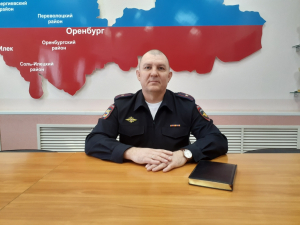 Переволоцкий
район
Оренбург
Оренбургский
район
Илек
Соль-Илецкий
район